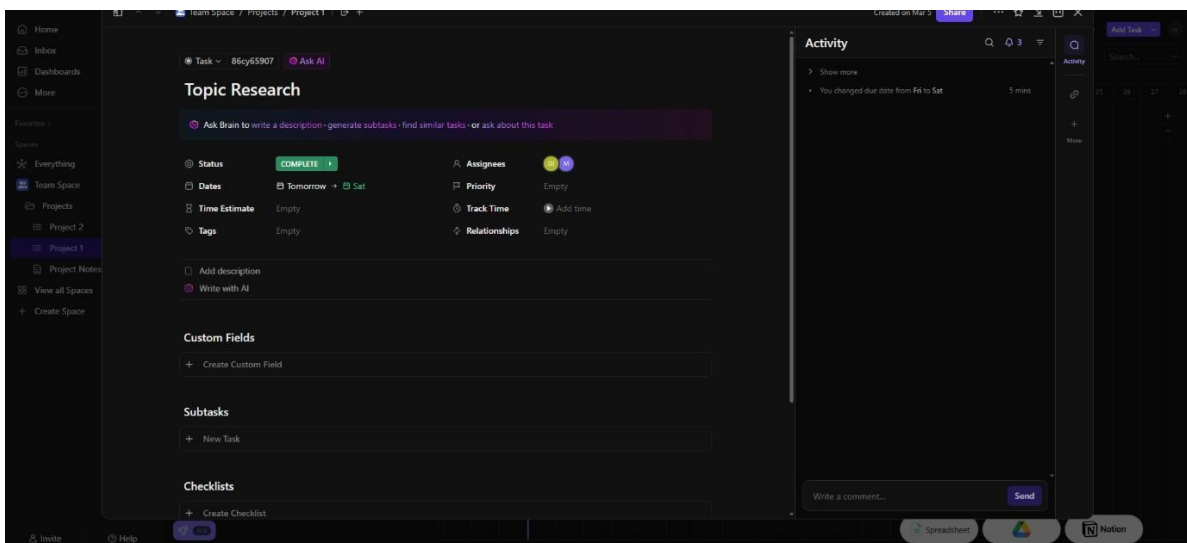 Team Space / Projects / Project 1
Created on Mar 5
Share
Home
Inbox
Dashboards
More
Favorites
Spaces
Everything
Team Space
Projects
Project 2
Project 1
Project Notes
View all Spaces
Create Space
Invite
Help
Task
86cy65907
Ask AI
Topic Research
Ask Brain to write a description · generate subtasks · find similar tasks · or ask about this task
Status
COMPLETE
Assignees
M
Dates
Tomorrow → Sat
Priority
Empty
Time Estimate
Empty
Track Time
Add time
Tags
Empty
Relationships
Empty
Add description
Write with AI
Custom Fields
+ Create Custom Field
Subtasks
+ New Task
Checklists
+ Create Checklist
Activity
3
Show more
You changed due date from Fri to Sat
5 mins
Write a comment...
Send
Activity
More
Add Task
Search...
25 26 27 28
Spreadsheet
Notion